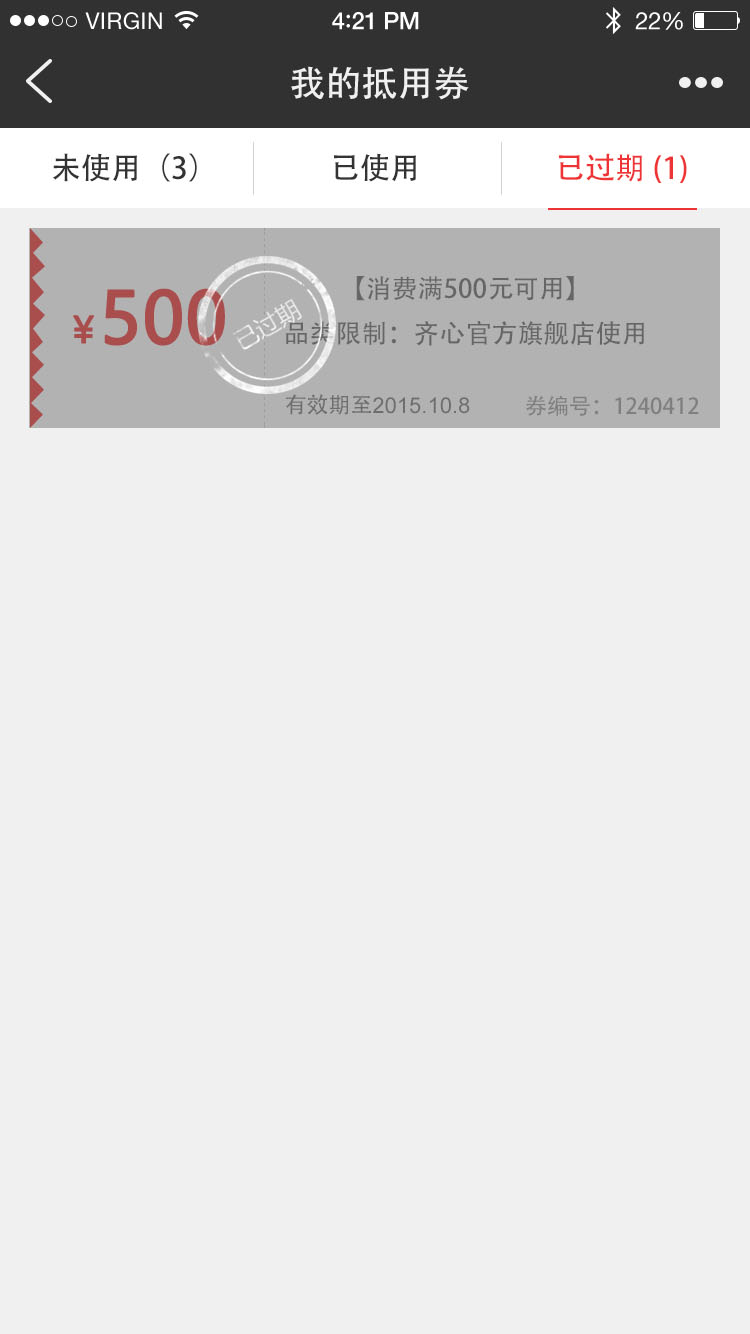 VIRGIN 4:21 PM 22%
我的抵用券
未使用（3） 已使用 已过期 (1)
¥500
已过期
【消费满500元可用】
品类限制：齐心官方旗舰店使用
有效期至2015.10.8 券编号：1240412